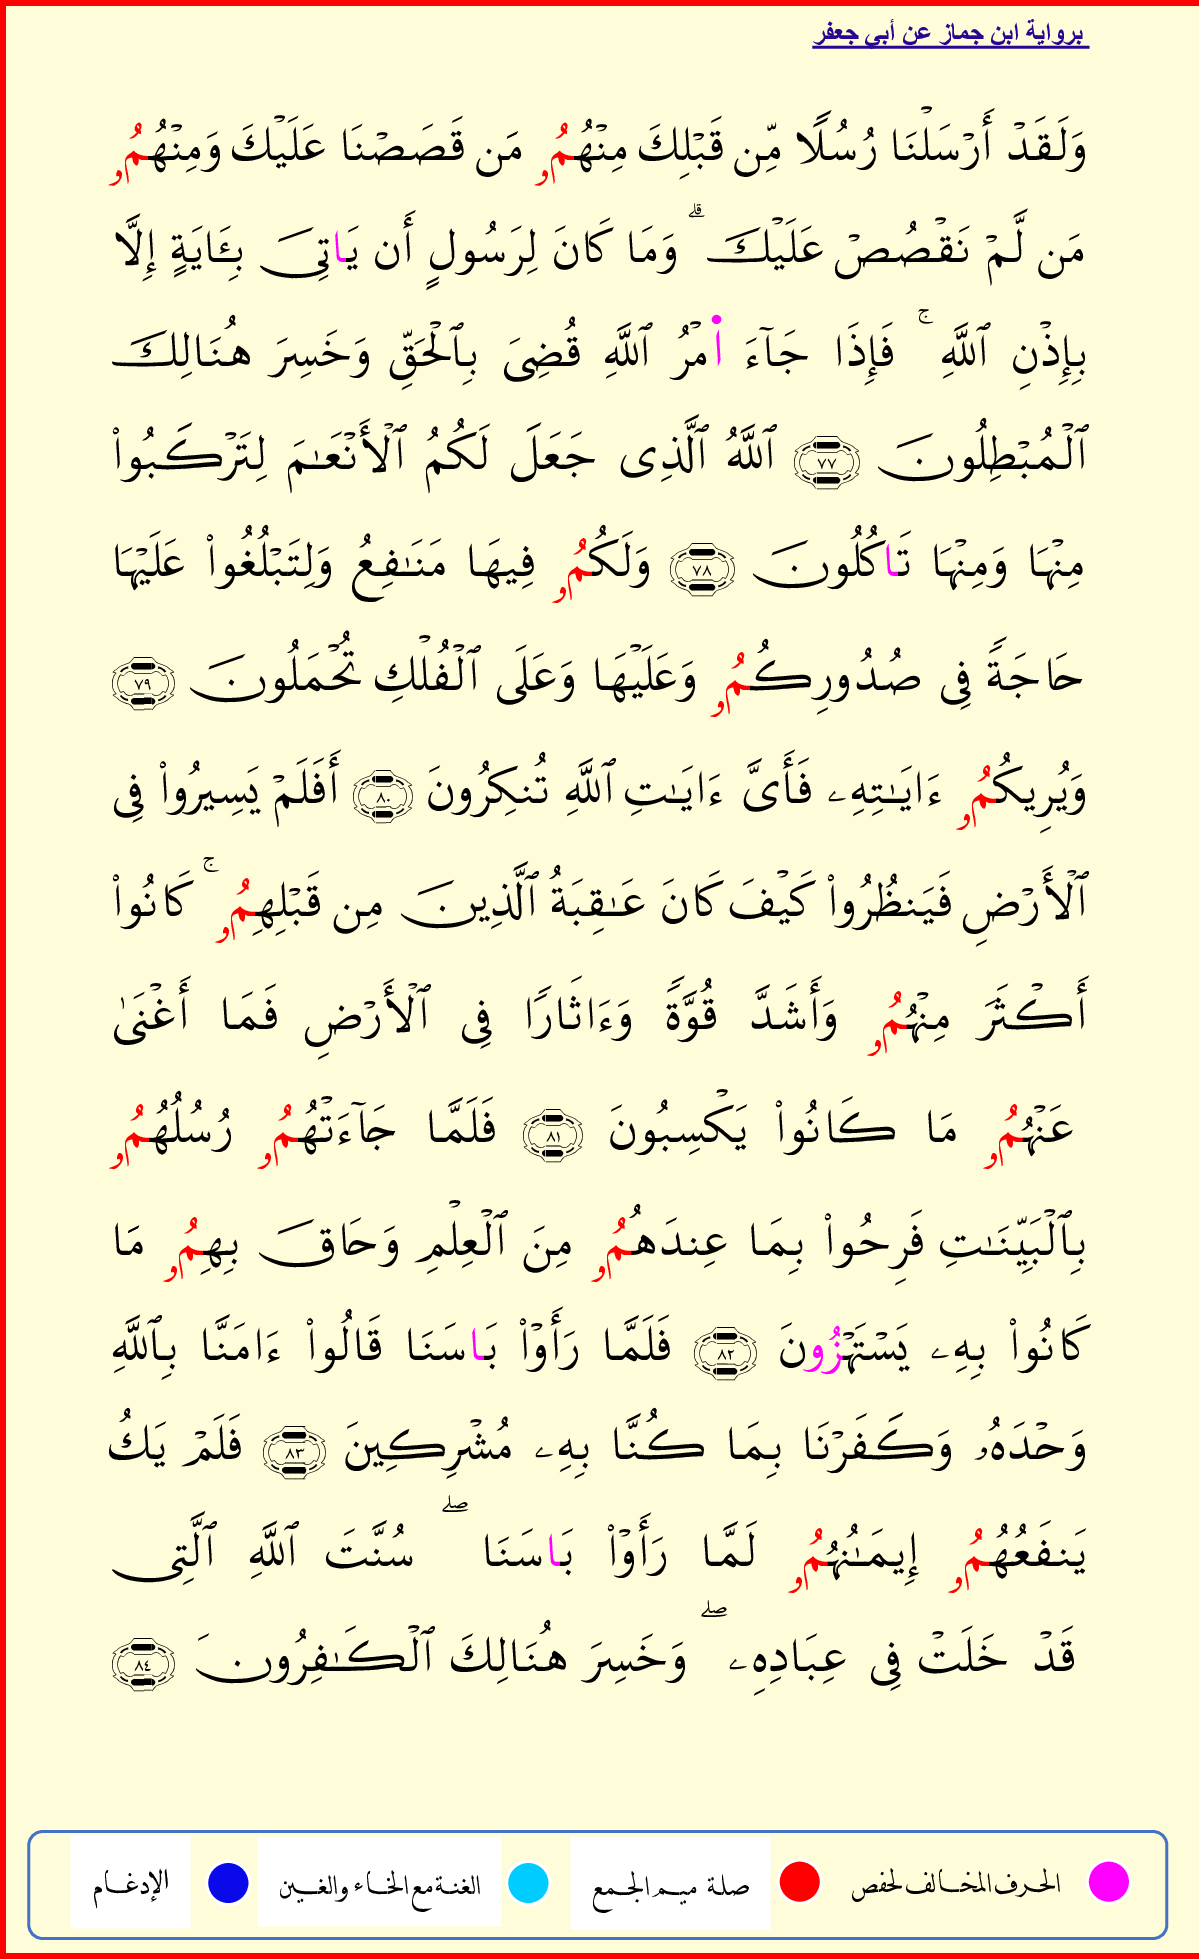 برواية ابن جماز عن أبي جعفر
وَلَقَدۡ أَرۡسَلۡنَا رُسُلٗا مِّن قَبۡلِكَ مِنۡهُمُۥ مَن قَصَصۡنَا عَلَيۡكَ وَمِنۡهُمُۥ
مَن لَّمۡ نَقۡصُصۡ عَلَيۡكَۗ وَمَا كَانَ لِرَسُولٍ أَن يَاتِيَ بِـَٔايَةٍ إِلَّا
بِإِذۡنِ ٱللَّهِۚ فَإِذَا جَآءَ ا۬مۡرُ ٱللَّهِ قُضِيَ بِٱلۡحَقِّ وَخَسِرَ هُنَالِكَ
ٱلۡمُبۡطِلُونَ ٧٧ ٱللَّهُ ٱلَّذِي جَعَلَ لَكُمُ ٱلۡأَنۡعَٰمَ لِتَرۡكَبُواْ
مِنۡهَا وَمِنۡهَا تَاكُلُونَ ٧٨ وَلَكُمُۥ فِيهَا مَنَٰفِعُ وَلِتَبۡلُغُواْ عَلَيۡهَا
حَاجَةٗ فِي صُدُورِكُمُۥ وَعَلَيۡهَا وَعَلَى ٱلۡفُلۡكِ تُحۡمَلُونَ ٧٩
وَيُرِيكُمُۥ ءَايَٰتِهِۦ فَأَيَّ ءَايَٰتِ ٱللَّهِ تُنكِرُونَ ٨٠ أَفَلَمۡ يَسِيرُواْ فِي
ٱلۡأَرۡضِ فَيَنظُرُواْ كَيۡفَ كَانَ عَٰقِبَةُ ٱلَّذِينَ مِن قَبۡلِهِمُۥۚ كَانُواْ
أَكۡثَرَ مِنۡهُمُۥ وَأَشَدَّ قُوَّةٗ وَءَاثَارٗا فِي ٱلۡأَرۡضِ فَمَا أَغۡنَىٰ
عَنۡهُمُۥ مَا كَانُواْ يَكۡسِبُونَ ٨١ فَلَمَّا جَآءَتۡهُمُۥ رُسُلُهُمُۥ
بِٱلۡبَيِّنَٰتِ فَرِحُواْ بِمَا عِندَهُمُۥ مِنَ ٱلۡعِلۡمِ وَحَاقَ بِهِمُۥ مَا
كَانُواْ بِهِۦ يَسۡتَهۡزُونَ ٨٢ فَلَمَّا رَأَوۡاْ بَاسَنَا قَالُواْ ءَامَنَّا بِٱللَّهِ
وَحۡدَهُۥ وَكَفَرۡنَا بِمَا كُنَّا بِهِۦ مُشۡرِكِينَ ٨٣ فَلَمۡ يَكُ
يَنفَعُهُمُۥ إِيمَٰنُهُمُۥ لَمَّا رَأَوۡاْ بَاسَنَاۖ سُنَّتَ ٱللَّهِ ٱلَّتِي
قَدۡ خَلَتۡ فِي عِبَادِهِۦۖ وَخَسِرَ هُنَالِكَ ٱلۡكَٰفِرُونَ ٨٤
الحرف المخالف لحفص صلة ميم الجمع الغنة مع الخاء والغين الإدغام